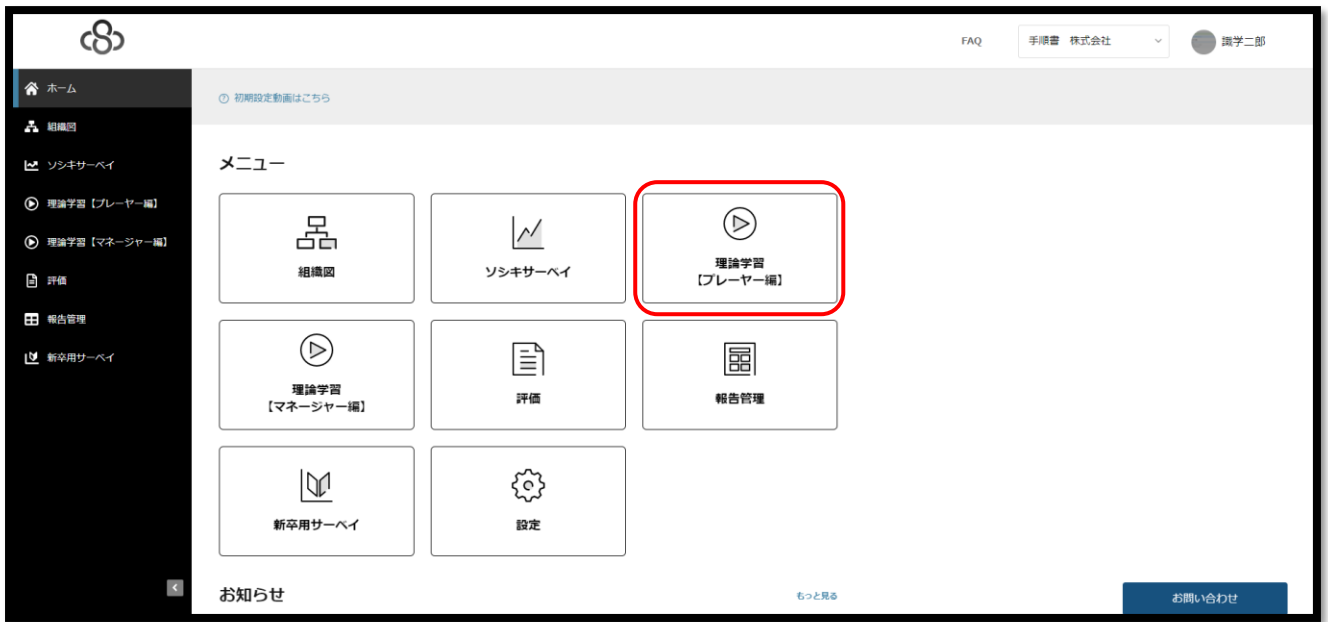 FAQ
手順書 株式会社
識学二郎
ホーム
組織図
ソシキサーベイ
理論学習【プレーヤー編】
理論学習【マネージャー編】
評価
報告管理
新卒用サーベイ
初期設定動画はこちら
メニュー
組織図
ソシキサーベイ
理論学習
【プレーヤー編】
理論学習
【マネージャー編】
評価
報告管理
新卒用サーベイ
設定
お知らせ
もっと見る
お問い合わせ